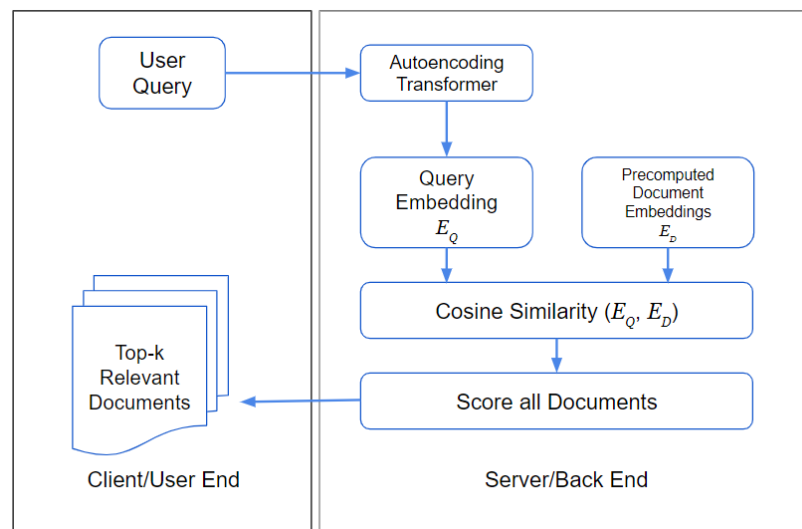 User
Query
Autoencoding
Transformer
Query
Embedding
E_Q
Precomputed
Document
Embeddings
E_D
Cosine Similarity (E_Q, E_D)
Top-k
Relevant
Documents
Score all Documents
Client/User End
Server/Back End